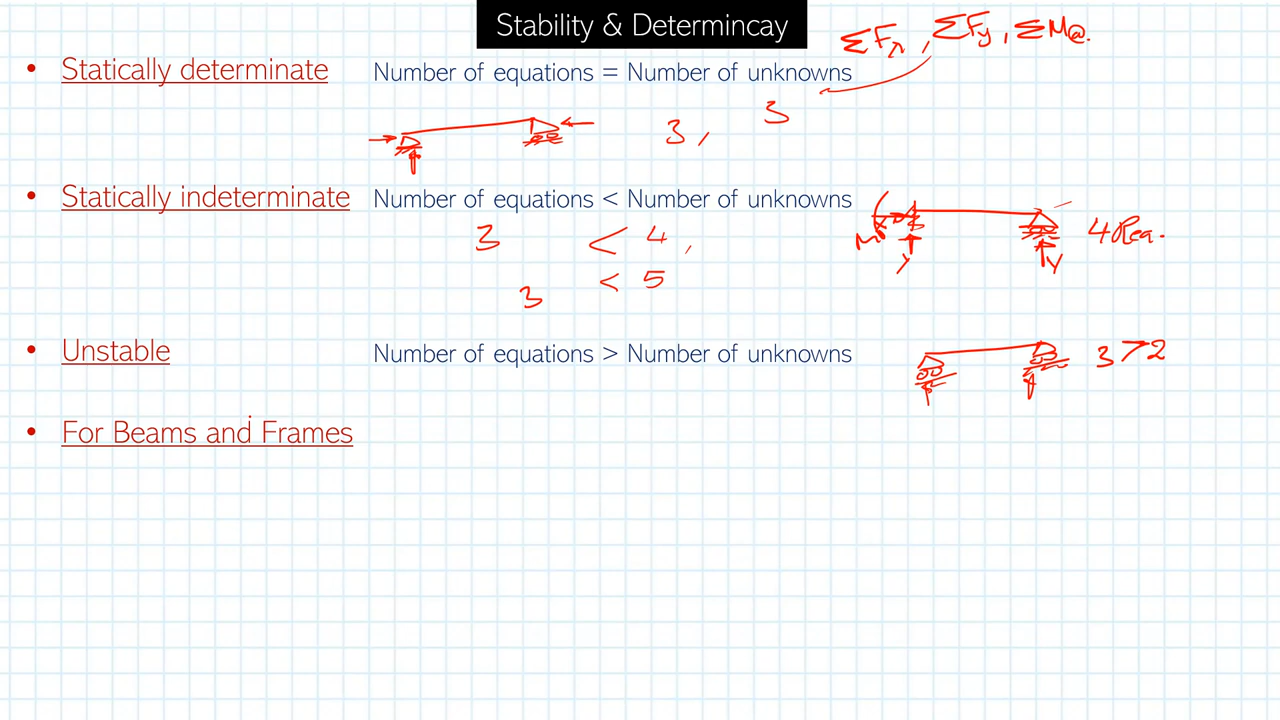 Stability & Determincay
ΣFx, ΣFy, ΣM@.
• Statically determinate Number of equations = Number of unknowns
3, 3
• Statically indeterminate Number of equations < Number of unknowns
3 < 4,
M y y 4 Rea.
3 < 5
• Unstable Number of equations > Number of unknowns
3 > 2
• For Beams and Frames